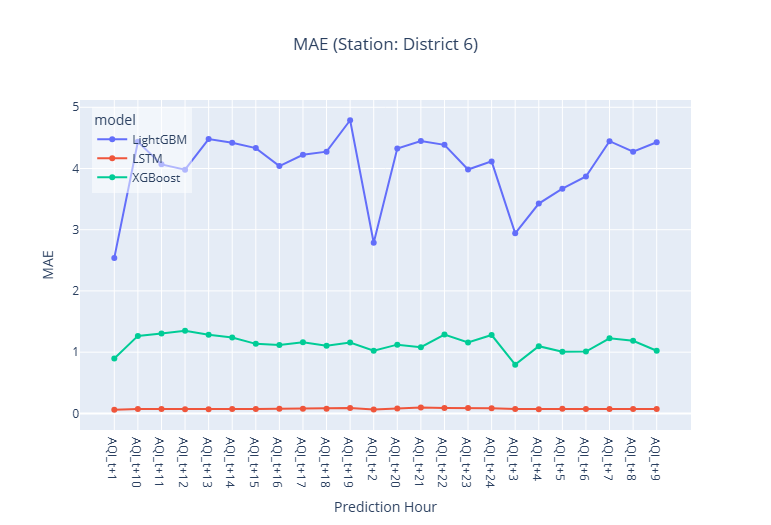 MAE (Station: District 6)
model
LightGBM
LSTM
XGBoost
MAE
5
4
3
2
1
0
AQI_t+1
AQI_t+10
AQI_t+11
AQI_t+12
AQI_t+13
AQI_t+14
AQI_t+15
AQI_t+16
AQI_t+17
AQI_t+18
AQI_t+19
AQI_t+2
AQI_t+20
AQI_t+21
AQI_t+22
AQI_t+23
AQI_t+24
AQI_t+3
AQI_t+4
AQI_t+5
AQI_t+6
AQI_t+7
AQI_t+8
AQI_t+9
Prediction Hour